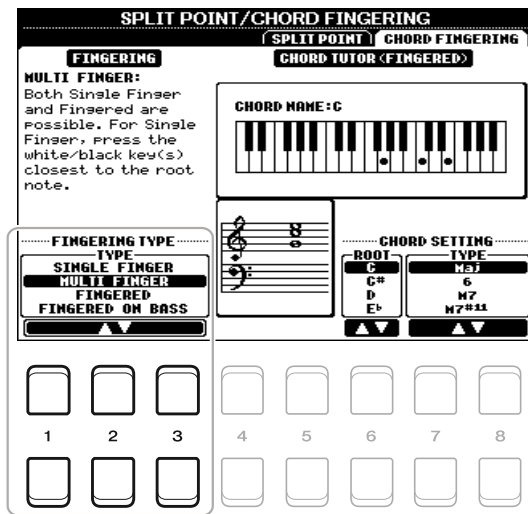 SPLIT POINT/CHORD FINGERING
SPLIT POINT CHORD FINGERING
FINGERING
MULTI FINGER:
Both Single Finger
and Fingered are
possible. For Single
Finger, press the
white/black key(s)
closest to the root
note.
CHORD TUTOR (FINGERED)
CHORD NAME:C
FINGERING TYPE
TYPE
SINGLE FINGER
MULTI FINGER
FINGERED
FINGERED ON BASS
CHORD SETTING
ROOT TYPE
C Maj
C# 6
D M7
E♭ M7#11
1 2 3 4 5 6 7 8